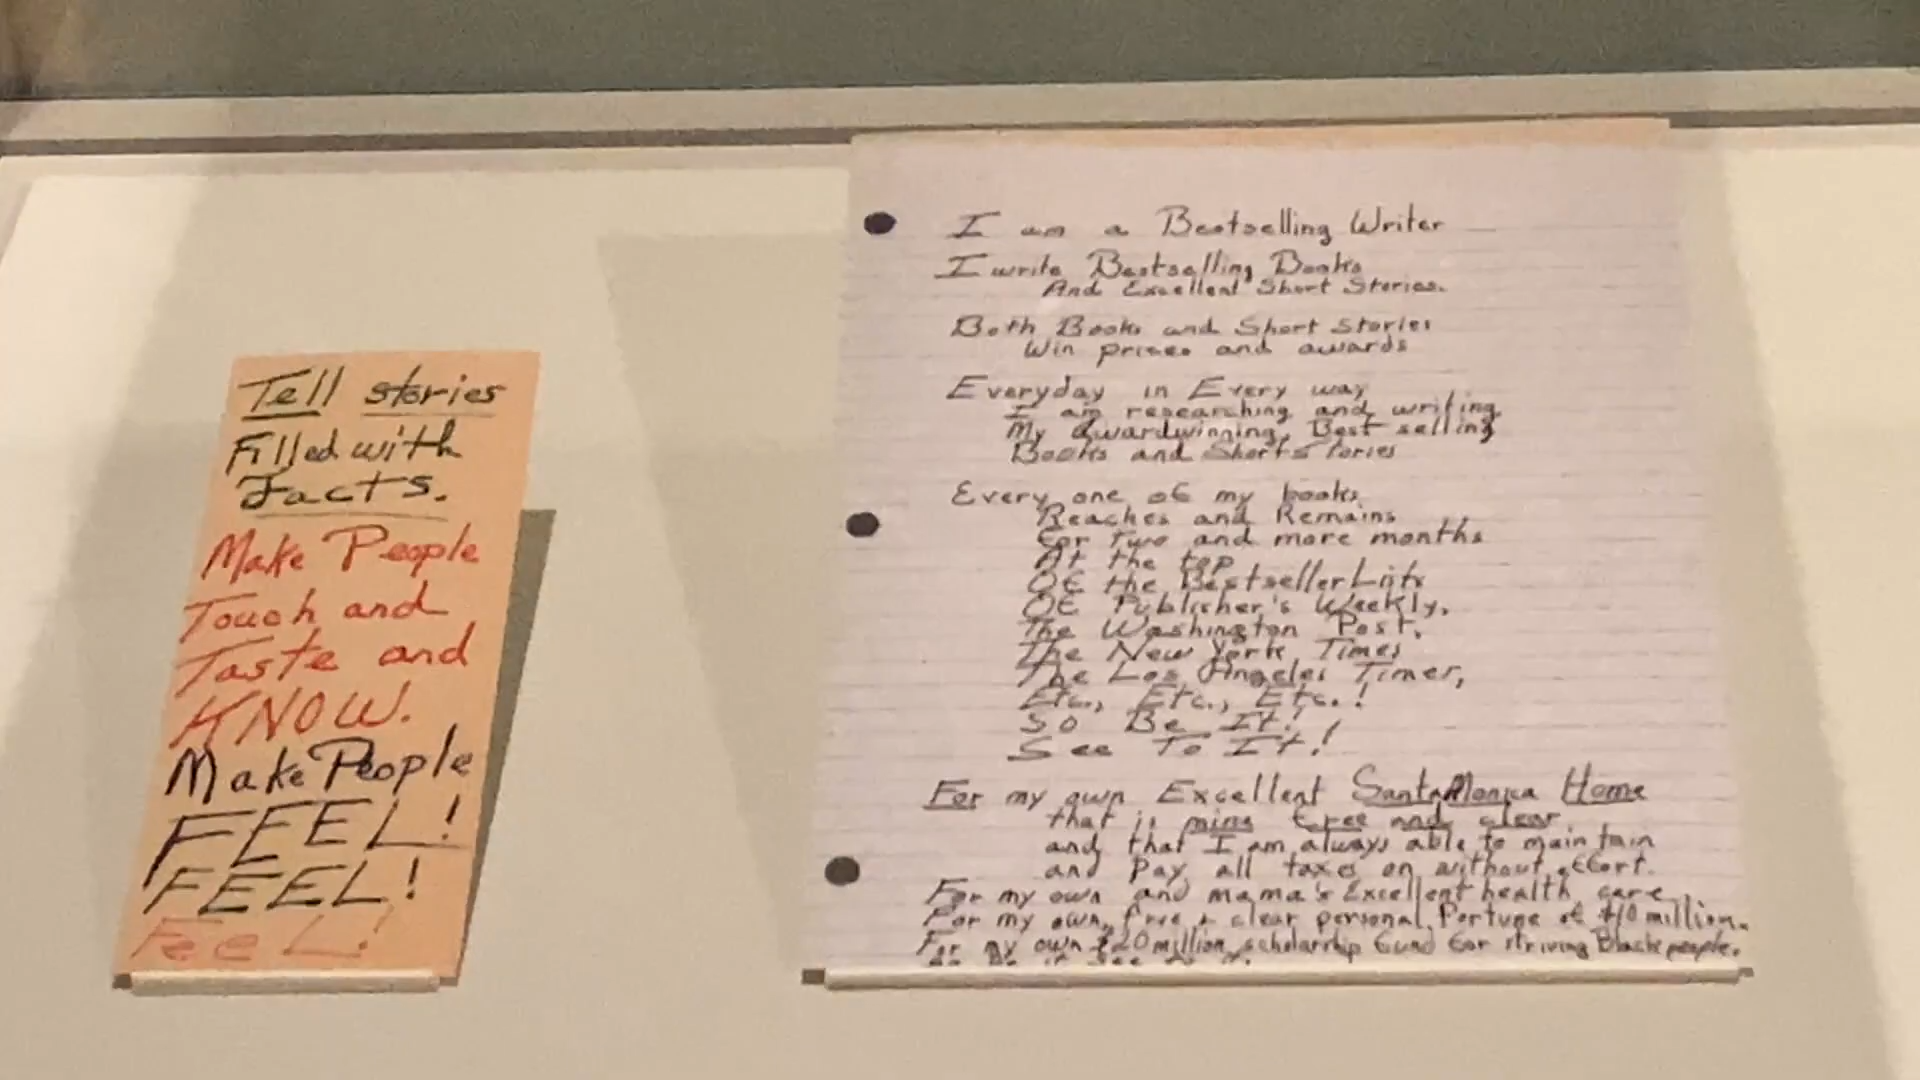 Tell stories
Filled with
Facts.
Make People
Touch and
Taste and
KNOW.
Make People
FEEL!
FEEL!
FeeL!
I am a Bestselling Writer
I write Bestselling Books
And Excellent Short Stories.
Both Books and Short Stories
Win prizes and awards
Everyday in Every way
I am researching and writing
My awardwinning Best selling
Books and Short Stories
Every one of my books
Reaches and Remains
For two and more months
At the top
Of the Bestseller Lists
Of Publisher's Weekly,
The Washington Post,
The New York Times
The Los Angeles Times,
Etc., Etc., Etc.!
So Be It!
See To It!
For my own Excellent Santa Monica Home
that is mine free and clear
and that I am always able to maintain
and pay all taxes on without effort.
For my own and mama's Excellent health care
For my own, free & clear personal Fortune of $10 million.
For my own $20 million scholarship fund for striving Black people.